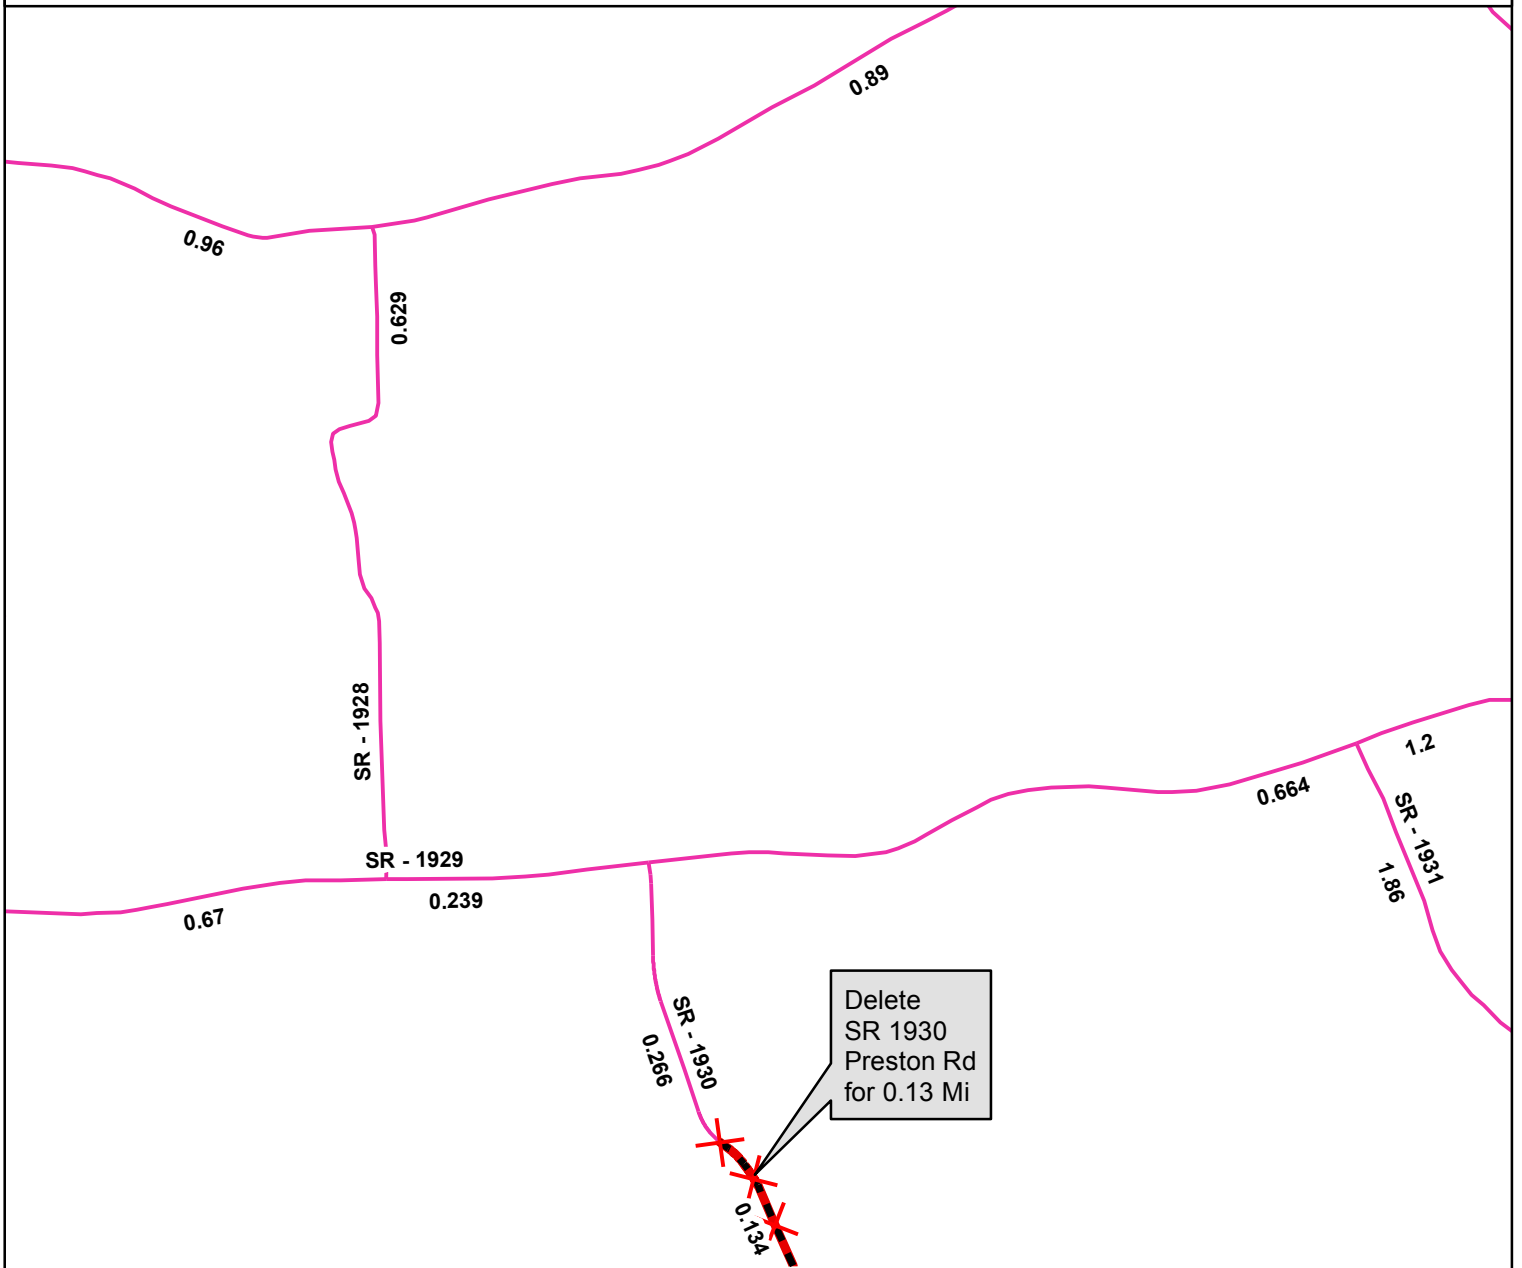 0.89
0.96
0.629
SR - 1928
1.2
0.664
SR - 1931
1.86
SR - 1929
0.239
0.67
SR - 1930
0.266
Delete
SR 1930
Preston Rd
for 0.13 Mi
0.134